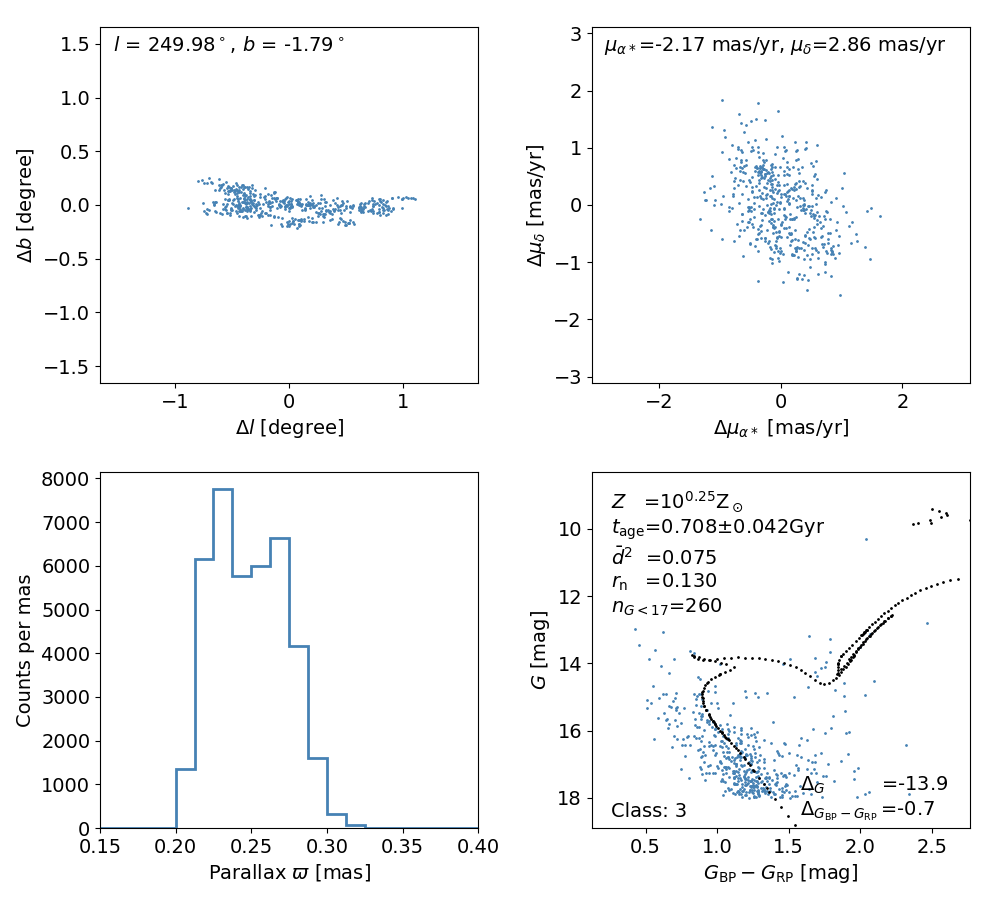 l = 249.98°, b = -1.79°
1.5
1.0
0.5
0.0
−0.5
−1.0
−1.5
Δb [degree]
−1 0 1
Δl [degree]
μα*=-2.17 mas/yr, μδ=2.86 mas/yr
3
2
1
0
−1
−2
−3
Δμδ [mas/yr]
−2 0 2
Δμα* [mas/yr]
8000
7000
6000
5000
4000
3000
2000
1000
0
Counts per mas
0.15 0.20 0.25 0.30 0.35 0.40
Parallax ϖ [mas]
Z =10^0.25 Z⊙
t_age=0.708±0.042Gyr
d̄² =0.075
r_n =0.130
n_G<17=260
10
12
14
16
18
G [mag]
Δ_G =-13.9
Δ_G_BP−G_RP =-0.7
Class: 3
0.5 1.0 1.5 2.0 2.5
G_BP − G_RP [mag]